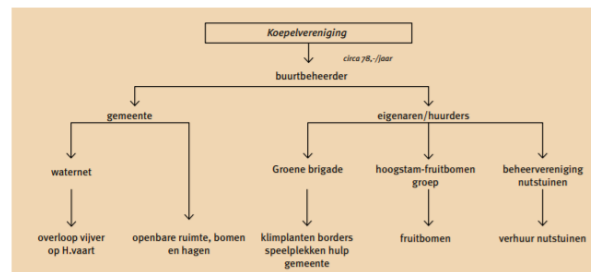 Koepelvereniging
circa 78,-/jaar
buurtbeheerder
gemeente
eigenaren/huurders
waternet
Groene brigade
hoogstam-fruitbomen
groep
beheervereniging
nutstuinen
overloop vijver
op H.vaart
openbare ruimte, bomen
en hagen
klimplanten borders
speelplekken hulp
gemeente
fruitbomen
verhuur nutstuinen